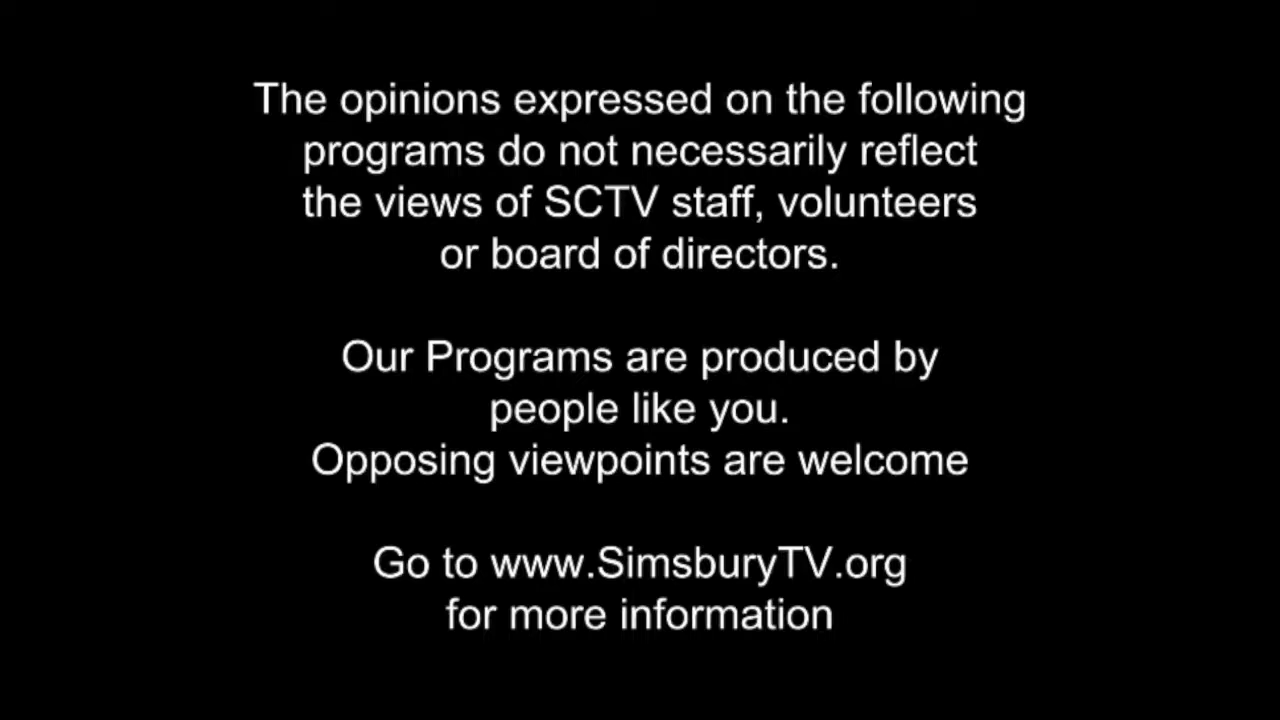 The opinions expressed on the following
programs do not necessarily reflect
the views of SCTV staff, volunteers
or board of directors.
Our Programs are produced by
people like you.
Opposing viewpoints are welcome
Go to www.SimsburyTV.org
for more information